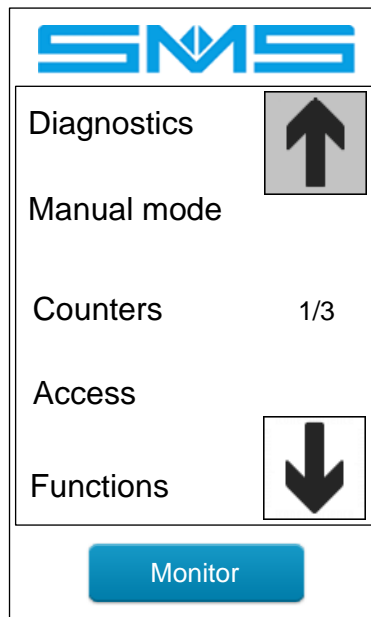 SMS
Diagnostics
Manual mode
Counters 1/3
Access
Functions
Monitor